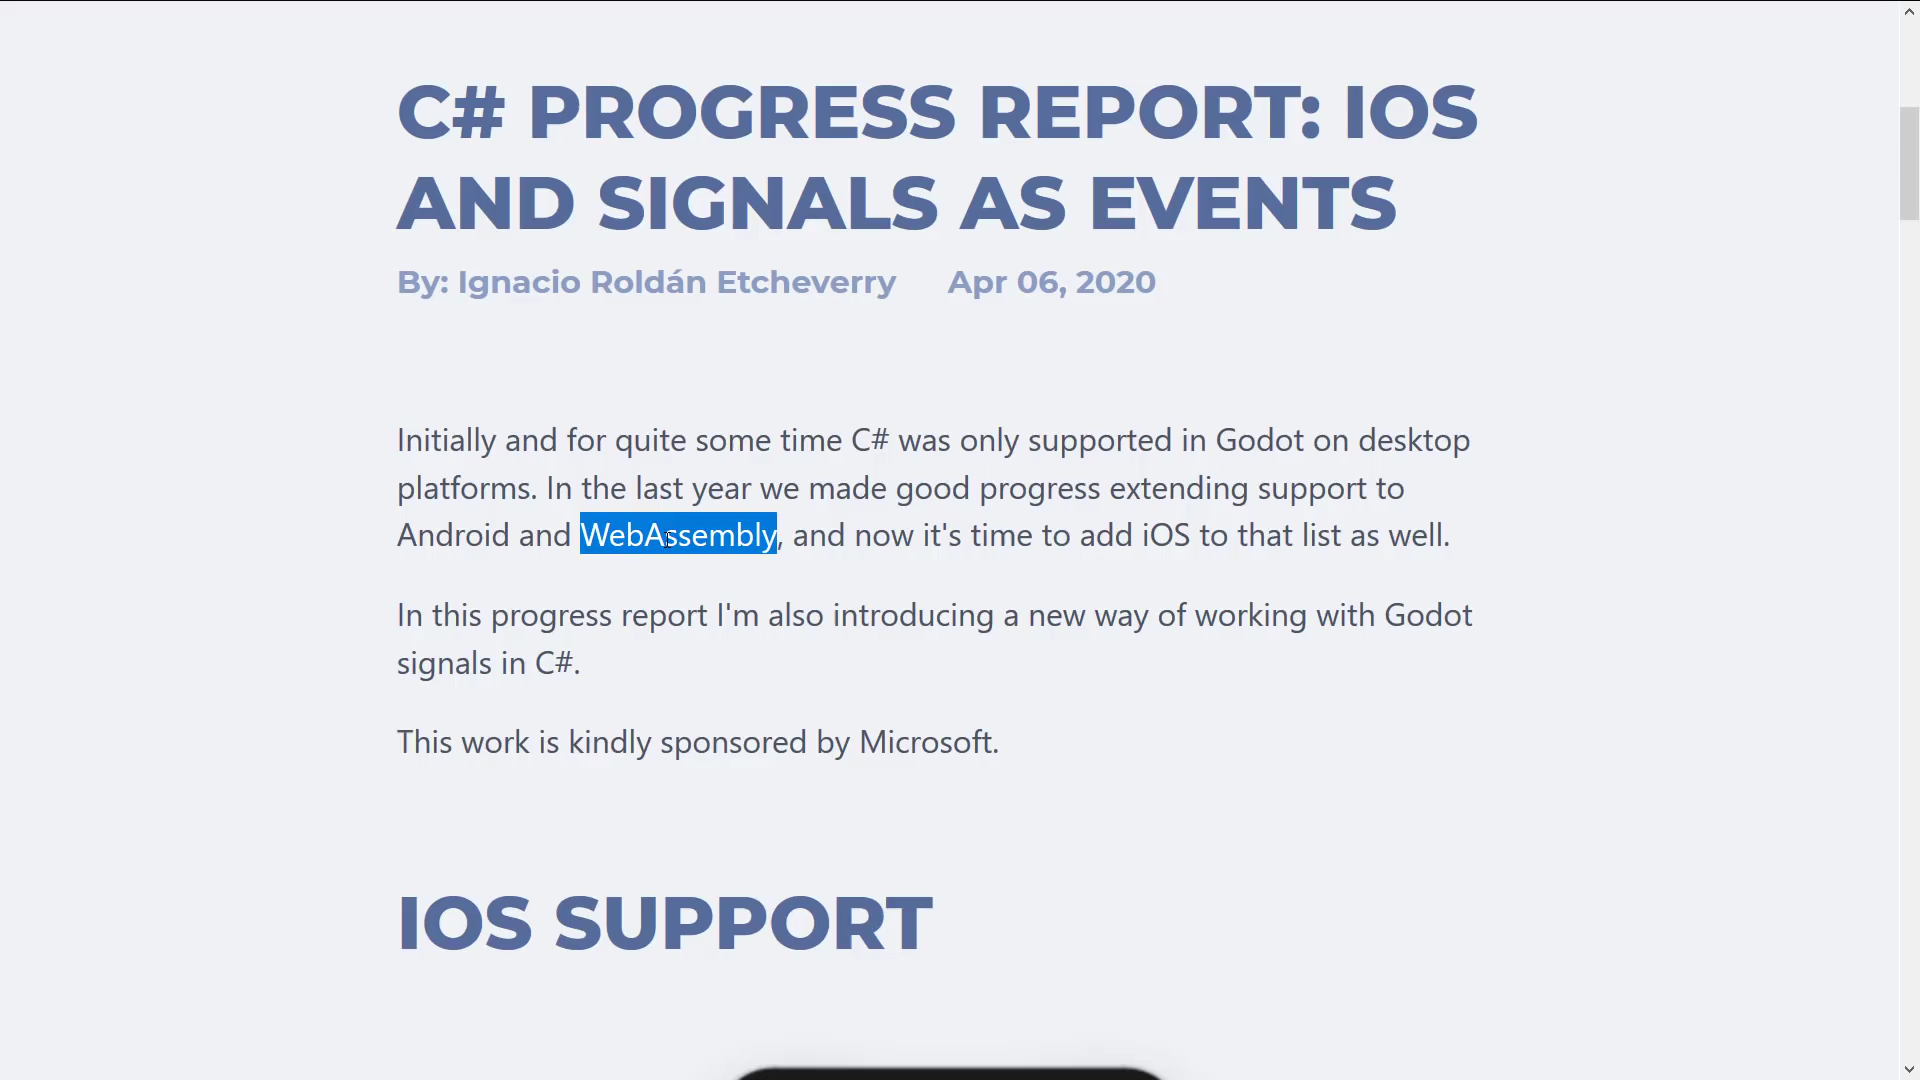 C# PROGRESS REPORT: IOS
AND SIGNALS AS EVENTS
By: Ignacio Roldán Etcheverry Apr 06, 2020
Initially and for quite some time C# was only supported in Godot on desktop
platforms. In the last year we made good progress extending support to
Android and WebAssembly, and now it's time to add iOS to that list as well.
In this progress report I'm also introducing a new way of working with Godot
signals in C#.
This work is kindly sponsored by Microsoft.
IOS SUPPORT